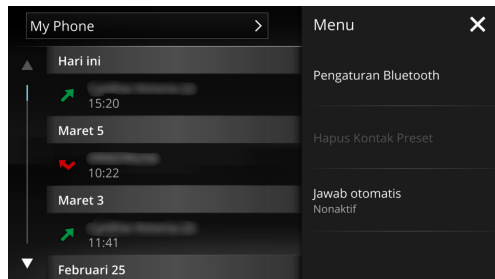 My Phone
Hari ini
15:20
Maret 5
10:22
Maret 3
11:41
Februari 25
Menu
Pengaturan Bluetooth
Hapus Kontak Preset
Jawab otomatis
Nonaktif